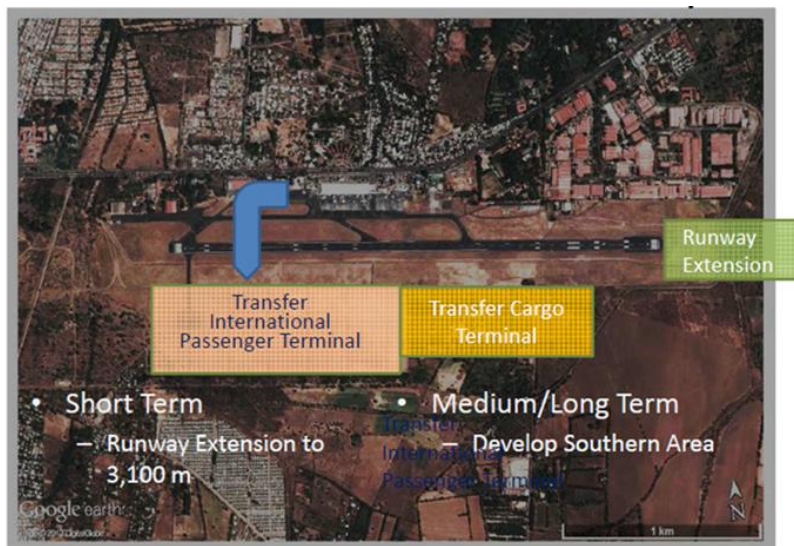 Runway
Extension
Transfer
International
Passenger Terminal
Transfer Cargo
Terminal
• Short Term
– Runway Extension to
3,100 m
• Medium/Long Term
– Develop Southern Area
Transfer
International
Passenger Terminal
Google earth
N
1 km